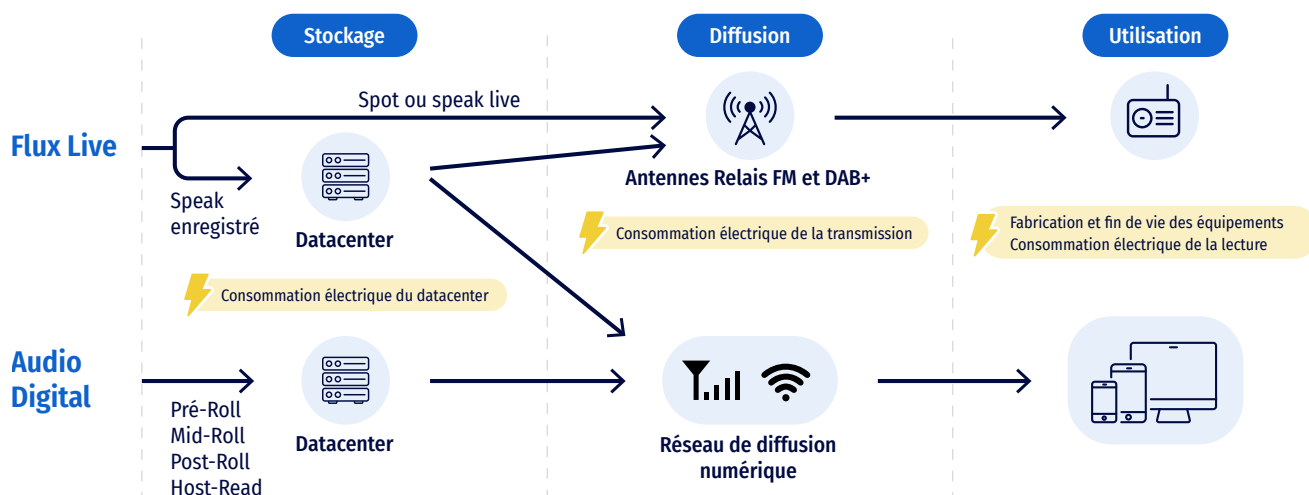 Stockage
Diffusion
Utilisation
Flux Live
Spot ou speak live
Speak
enregistré
Datacenter
Antennes Relais FM et DAB+
Consommation électrique de la transmission
Fabrication et fin de vie des équipements
Consommation électrique de la lecture
Consommation électrique du datacenter
Audio
Digital
Pré-Roll
Mid-Roll
Post-Roll
Host-Read
Datacenter
Réseau de diffusion
numérique